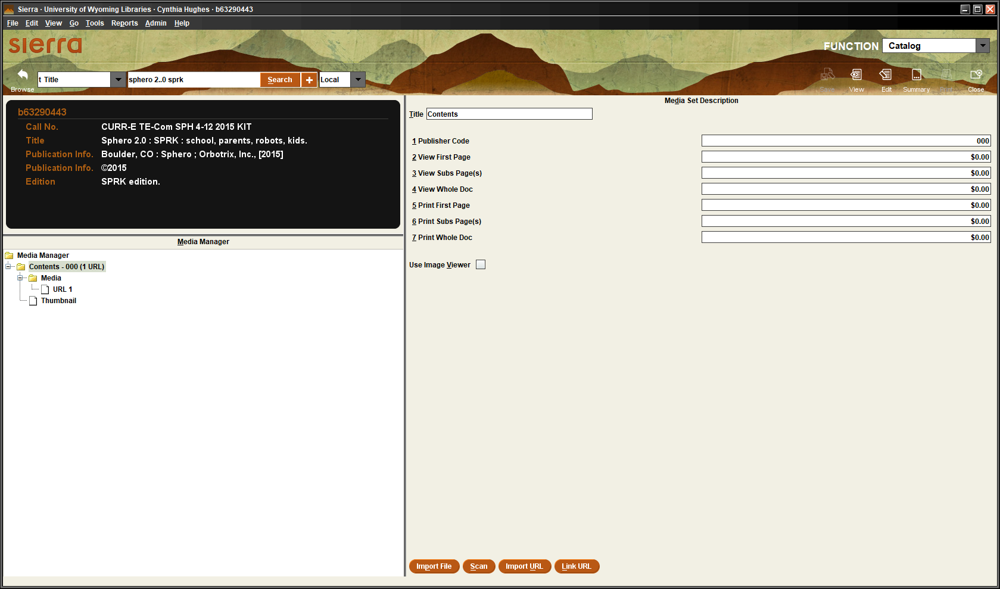 Sierra · University of Wyoming Libraries · Cynthia Hughes · b63290443
File Edit View Go Tools Reports Admin Help
sierra
FUNCTION Catalog
Browse
t Title
sphero 2..0 sprk
Search
+
Local
Save
View
Edit
Summary
Print
Close
b63290443
Call No. CURR-E TE-Com SPH 4-12 2015 KIT
Title Sphero 2.0 : SPRK : school, parents, robots, kids.
Publication Info. Boulder, CO : Sphero ; Orbotrix, Inc., [2015]
Publication Info. ©2015
Edition SPRK edition.
Media Manager
Media Manager
Contents - 000 (1 URL)
Media
URL 1
Thumbnail
Media Set Description
Title Contents
1 Publisher Code 000
2 View First Page $0.00
3 View Subs Page(s) $0.00
4 View Whole Doc $0.00
5 Print First Page $0.00
6 Print Subs Page(s) $0.00
7 Print Whole Doc $0.00
Use Image Viewer
Import File Scan Import URL Link URL